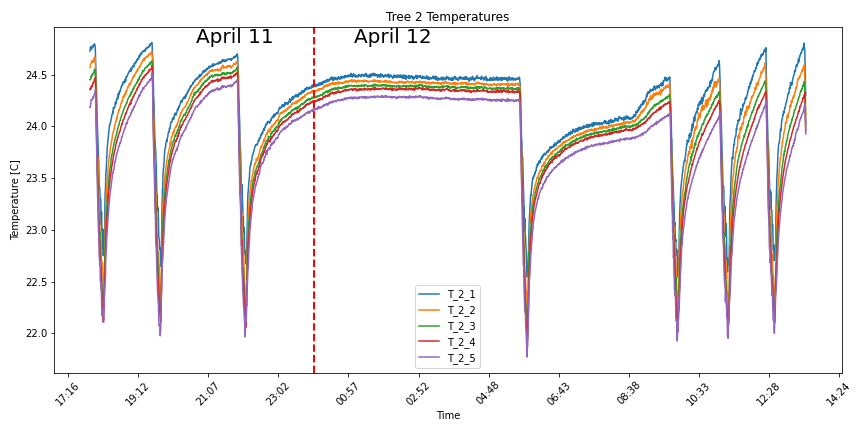 Tree 2 Temperatures
April 11
April 12
Temperature [C]
24.5
24.0
23.5
23.0
22.5
22.0
T_2_1
T_2_2
T_2_3
T_2_4
T_2_5
17:16
19:12
21:07
23:02
00:57
02:52
04:48
06:43
08:38
10:33
12:28
14:24
Time